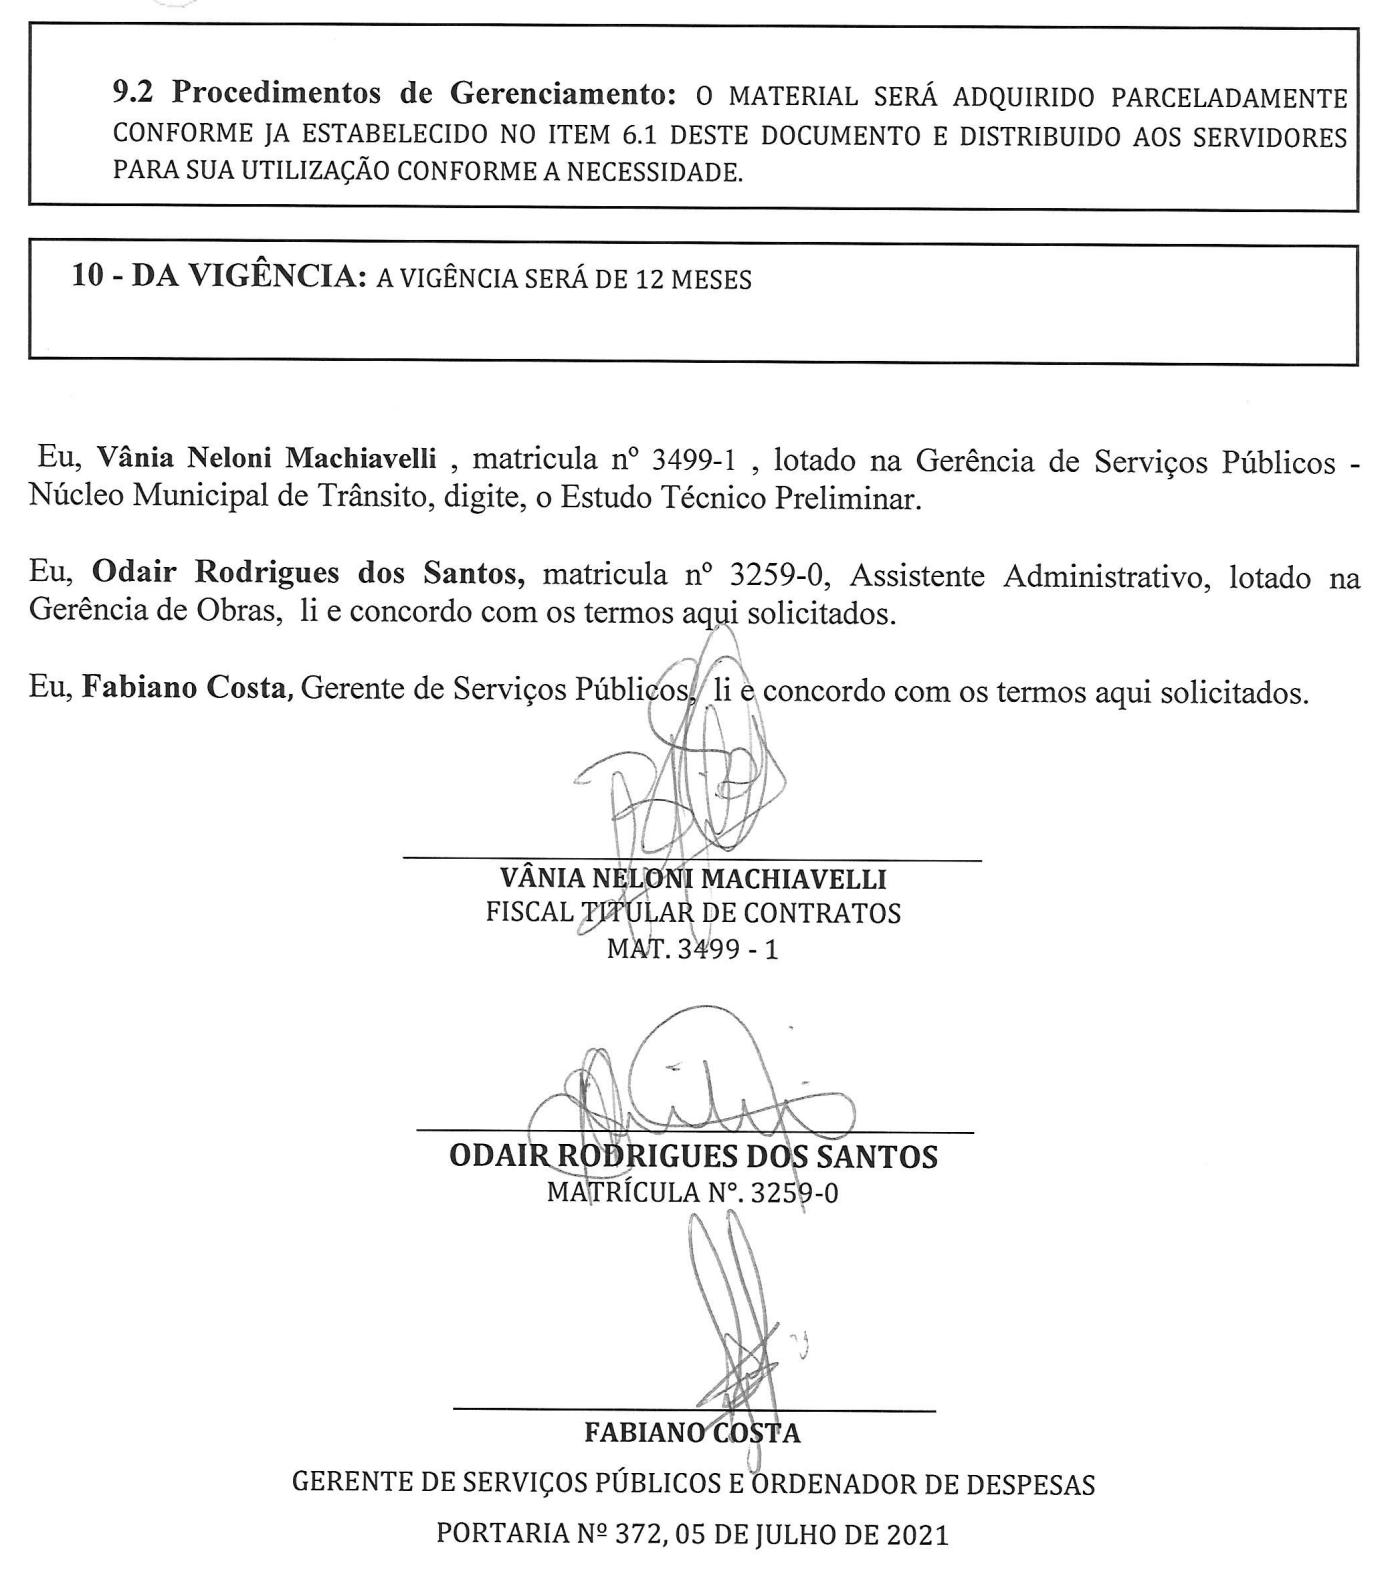 9.2 Procedimentos de Gerenciamento: O MATERIAL SERÁ ADQUIRIDO PARCELADAMENTE
CONFORME JA ESTABELECIDO NO ITEM 6.1 DESTE DOCUMENTO E DISTRIBUIDO AOS SERVIDORES
PARA SUA UTILIZAÇÃO CONFORME A NECESSIDADE.
10 - DA VIGÊNCIA: A VIGÊNCIA SERÁ DE 12 MESES
Eu, Vânia Neloni Machiavelli , matricula nº 3499-1 , lotado na Gerência de Serviços Públicos -
Núcleo Municipal de Trânsito, digite, o Estudo Técnico Preliminar.
Eu, Odair Rodrigues dos Santos, matricula nº 3259-0, Assistente Administrativo, lotado na
Gerência de Obras, li e concordo com os termos aqui solicitados.
Eu, Fabiano Costa, Gerente de Serviços Públicos, li e concordo com os termos aqui solicitados.
VÂNIA NELONI MACHIAVELLI
FISCAL TITULAR DE CONTRATOS
MAT. 3499 - 1
ODAIR RODRIGUES DOS SANTOS
MATRÍCULA N°. 3259-0
FABIANO COSTA
GERENTE DE SERVIÇOS PÚBLICOS E ORDENADOR DE DESPESAS
PORTARIA Nº 372, 05 DE JULHO DE 2021